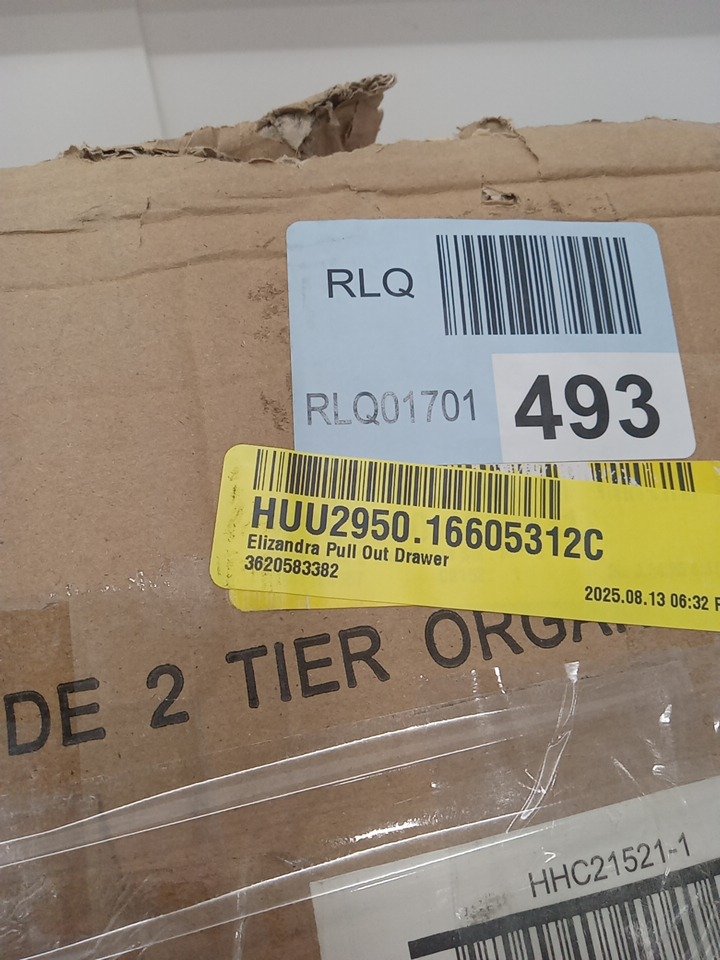 RLQ
RLQ01701
493
HUU2950.16605312C
Elizandra Pull Out Drawer
3620583382
2025.08.13 06:32
DE 2 TIER
HHC21521-1